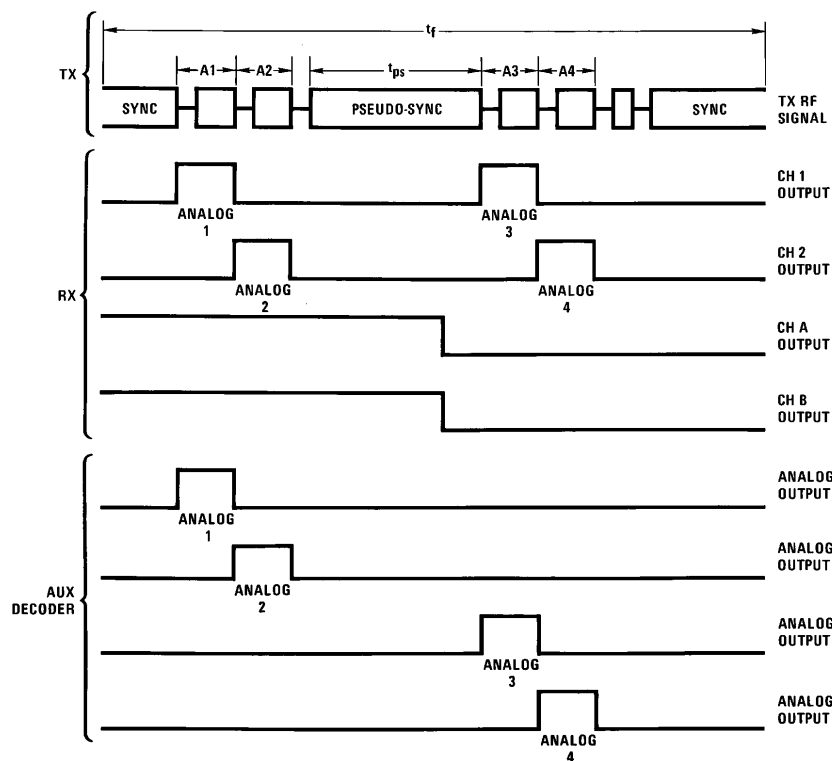 tf
TX
A1
A2
tps
A3
A4
SYNC
PSEUDO-SYNC
SYNC
TX RF
SIGNAL
RX
ANALOG
1
ANALOG
3
CH 1
OUTPUT
ANALOG
2
ANALOG
4
CH 2
OUTPUT
CH A
OUTPUT
CH B
OUTPUT
AUX
DECODER
ANALOG
1
ANALOG
OUTPUT
ANALOG
2
ANALOG
OUTPUT
ANALOG
3
ANALOG
OUTPUT
ANALOG
4
ANALOG
OUTPUT